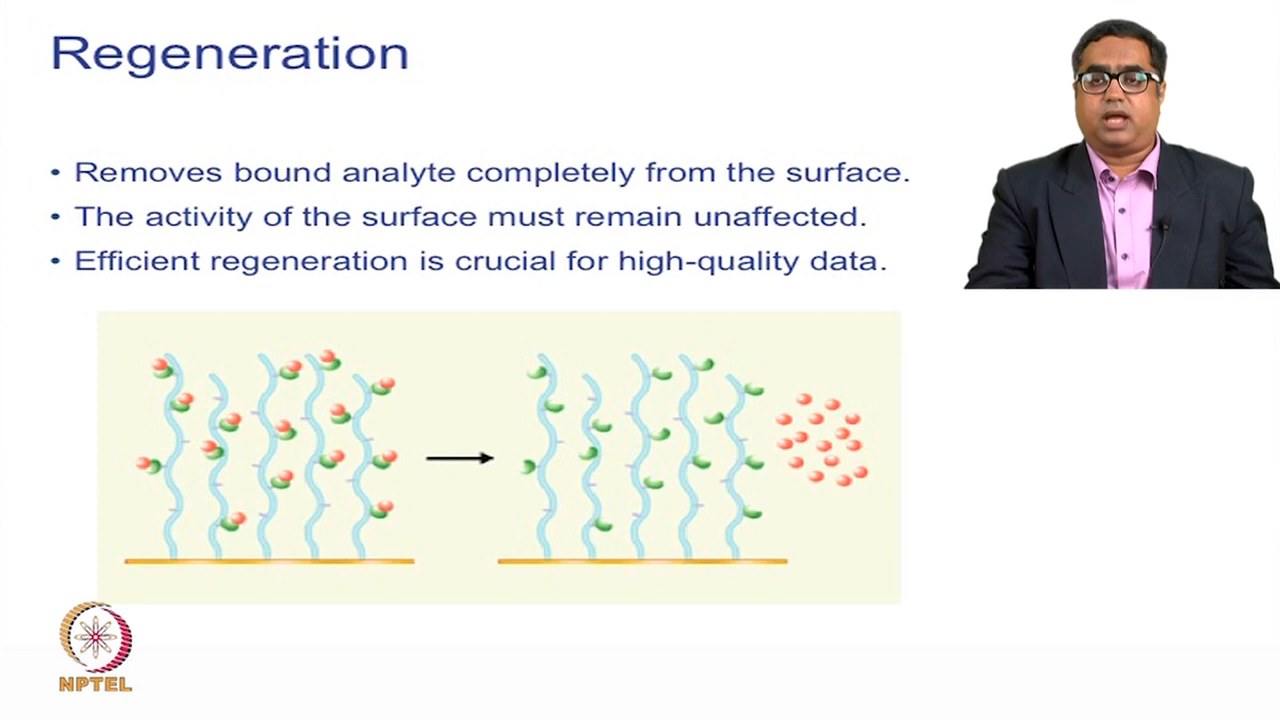 Regeneration
• Removes bound analyte completely from the surface.
• The activity of the surface must remain unaffected.
• Efficient regeneration is crucial for high-quality data.
NPTEL